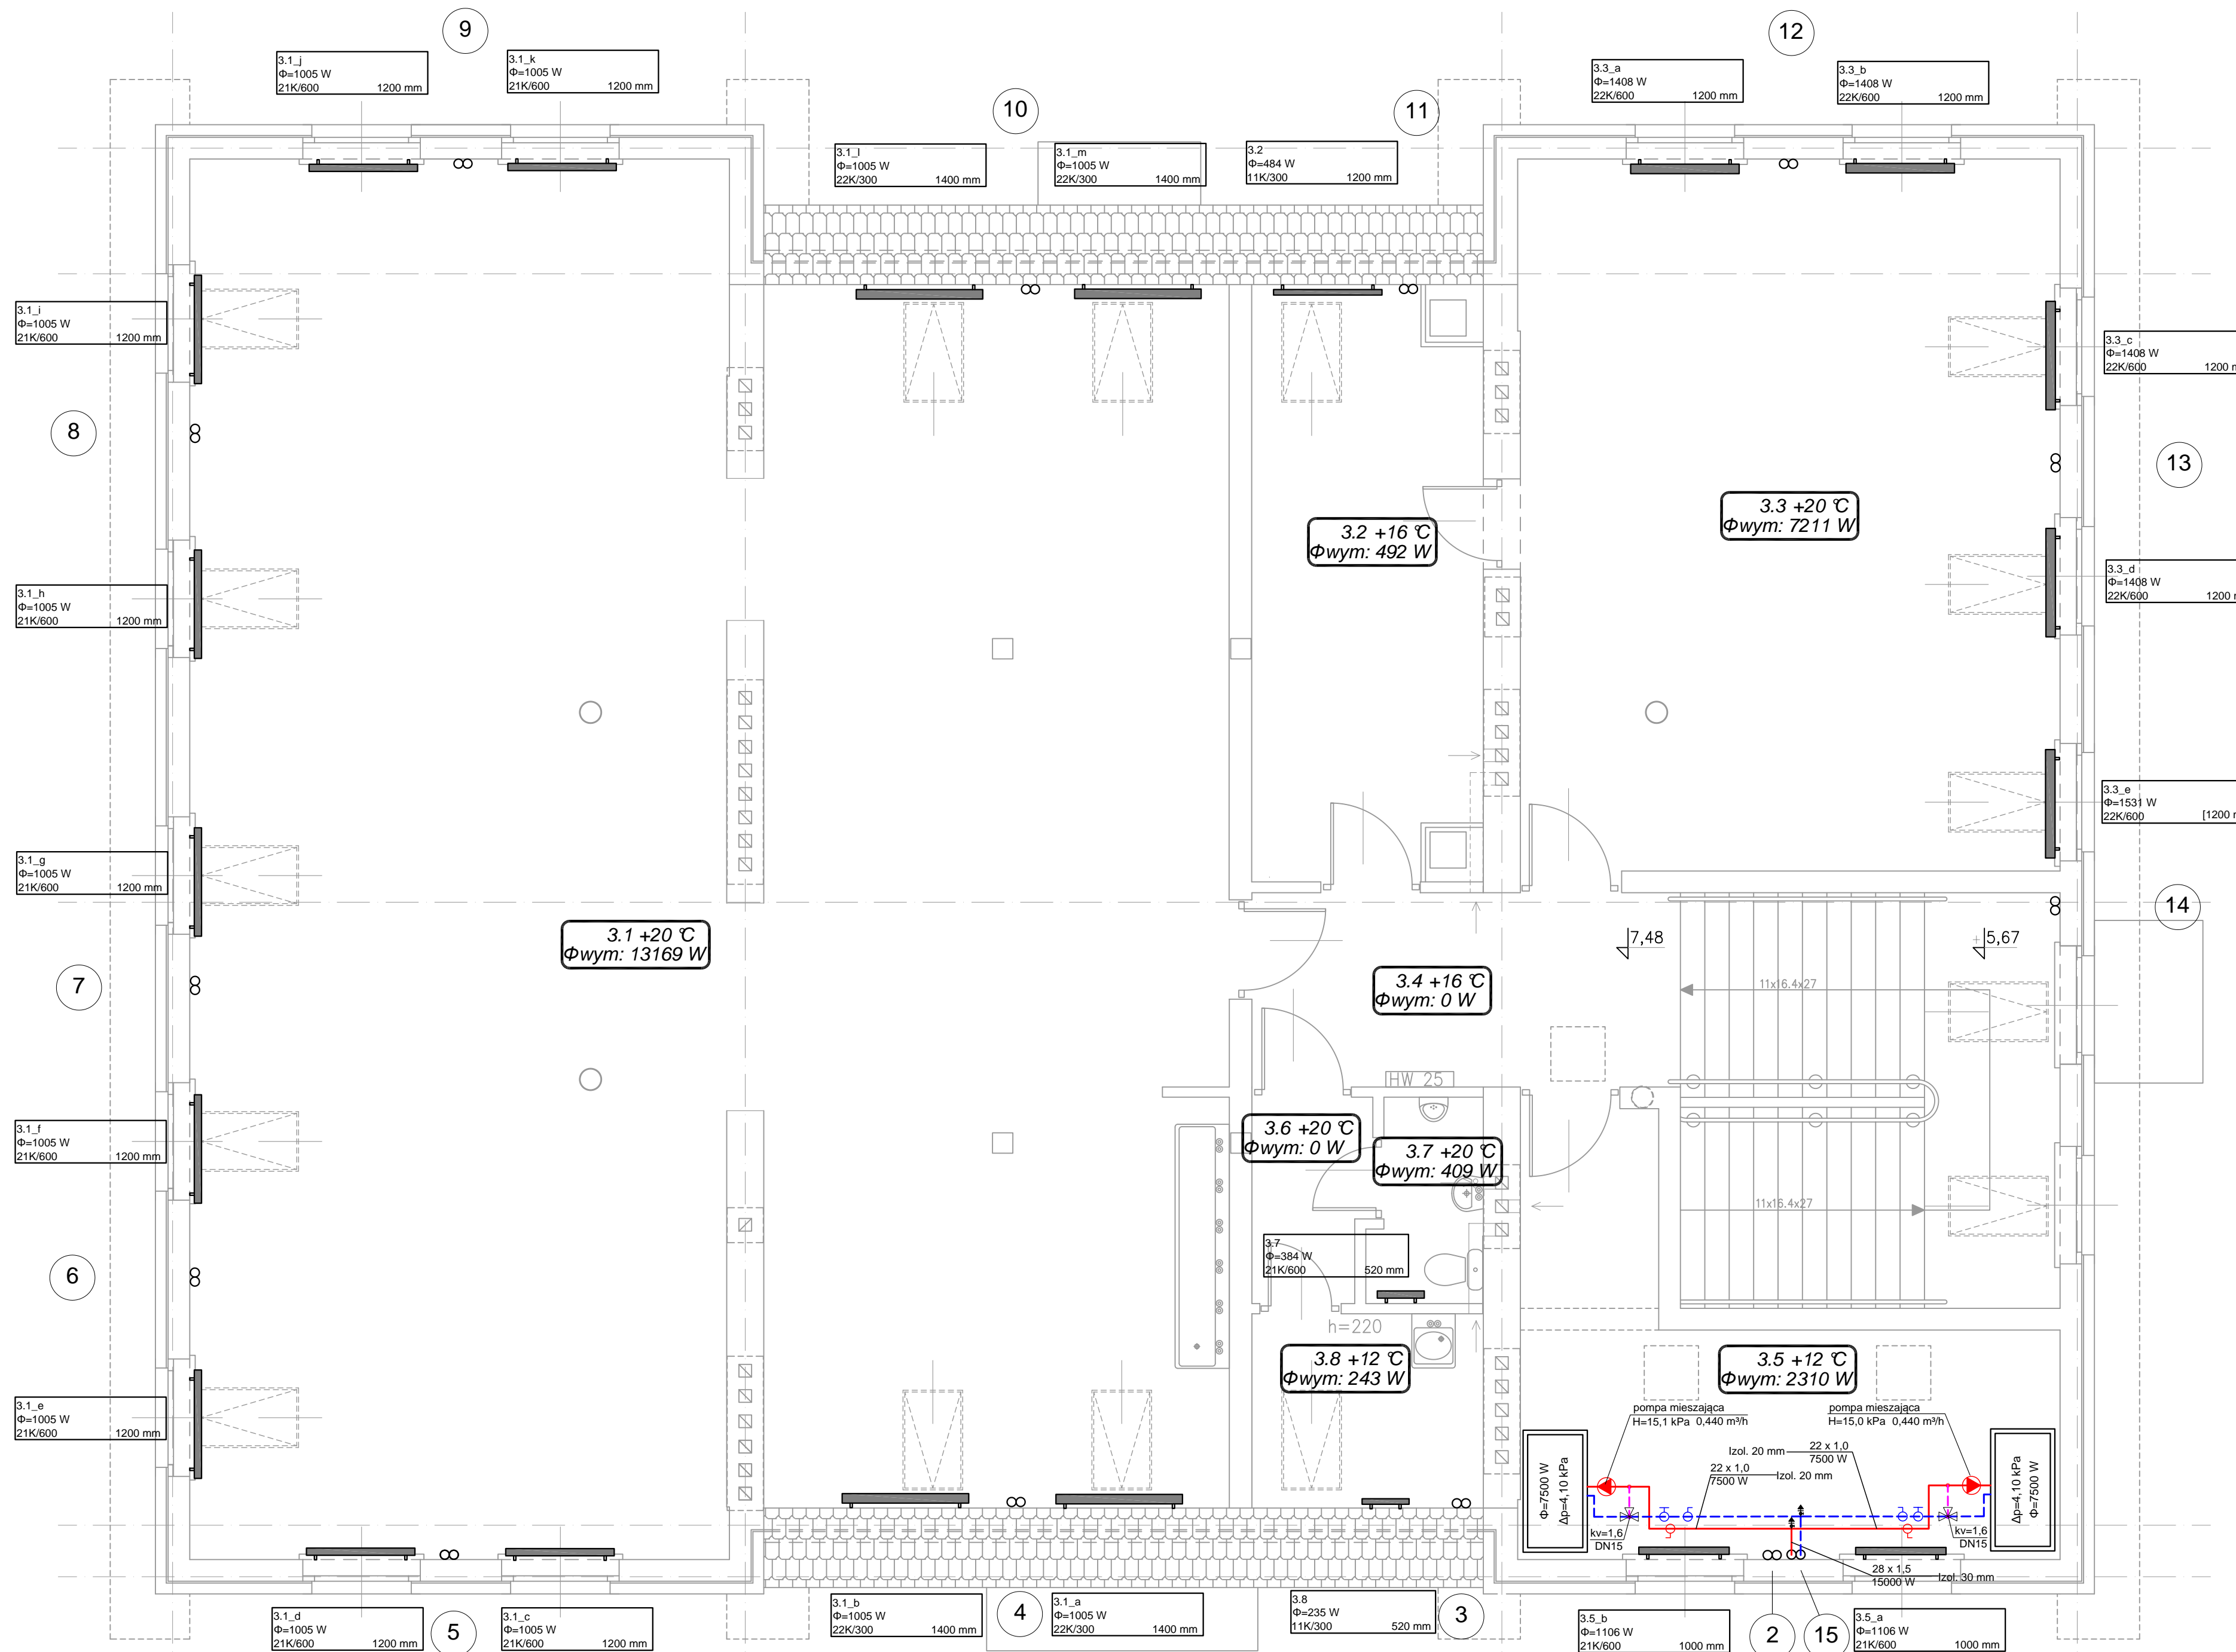 9
12
3.1_j
Φ=1005 W
21K/600 1200 mm
3.1_k
Φ=1005 W
21K/600 1200 mm
3.3_a
Φ=1408 W
22K/600 1200 mm
3.3_b
Φ=1408 W
22K/600 1200 mm
10
11
3.1_l
Φ=1005 W
22K/300 1400 mm
3.1_m
Φ=1005 W
22K/300 1400 mm
3.2
Φ=484 W
11K/300 1200 mm
3.1_i
Φ=1005 W
21K/600 1200 mm
3.3_c
Φ=1408 W
22K/600 1200 m
8
13
3.2 +16 °C
Φwym: 492 W
3.3 +20 °C
Φwym: 7211 W
3.1_h
Φ=1005 W
21K/600 1200 mm
3.3_d
Φ=1408 W
22K/600 1200
3.3_e
Φ=1531 W
22K/600 [1200
3.1_g
Φ=1005 W
21K/600 1200 mm
14
3.1 +20 °C
Φwym: 13169 W
7,48
5,67
7
3.4 +16 °C
Φwym: 0 W
11x16.4x27
HW 25
3.1_f
Φ=1005 W
21K/600 1200 mm
3.6 +20 °C
Φwym: 0 W
3.7 +20 °C
Φwym: 409 W
11x16.4x27
6
3.7
Φ=384 W
21K/600 520 mm
h=220
3.8 +12 °C
Φwym: 243 W
3.5 +12 °C
Φwym: 2310 W
3.1_e
Φ=1005 W
21K/600 1200 mm
pompa mieszająca
H=15,1 kPa 0,440 m³/h
pompa mieszająca
H=15,0 kPa 0,440 m³/h
Izol. 20 mm
22 x 1,0
7500 W
22 x 1,0
7500 W
Izol. 20 mm
Φ=7500 W
Δp=4,10 kPa
Δp=4,10 kPa
Φ=7500 W
kv=1,6
DN15
kv=1,6
DN15
28 x 1,5
15000 W
Izol. 30 mm
3.1_d
Φ=1005 W
21K/600 1200 mm
5
3.1_c
Φ=1005 W
21K/600 1200 mm
3.1_b
Φ=1005 W
22K/300 1400 mm
4
3.1_a
Φ=1005 W
22K/300 1400 mm
3.8
Φ=235 W
11K/300 520 mm
3
3.5_b
Φ=1106 W
21K/600 1000 mm
2
15
3.5_a
Φ=1106 W
21K/600 1000 mm